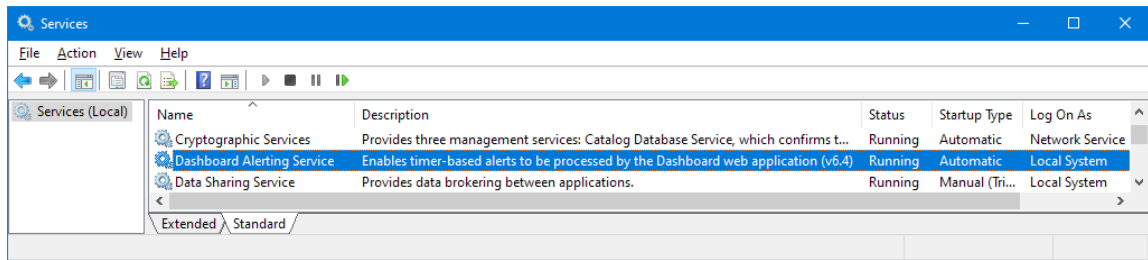 Services
File Action View Help
Services (Local)
Name Description Status Startup Type Log On As
Cryptographic Services Provides three management services: Catalog Database Service, which confirms t... Running Automatic Network Service
Dashboard Alerting Service Enables timer-based alerts to be processed by the Dashboard web application (v6.4) Running Automatic Local System
Data Sharing Service Provides data brokering between applications. Running Manual (Tri... Local System
Extended Standard